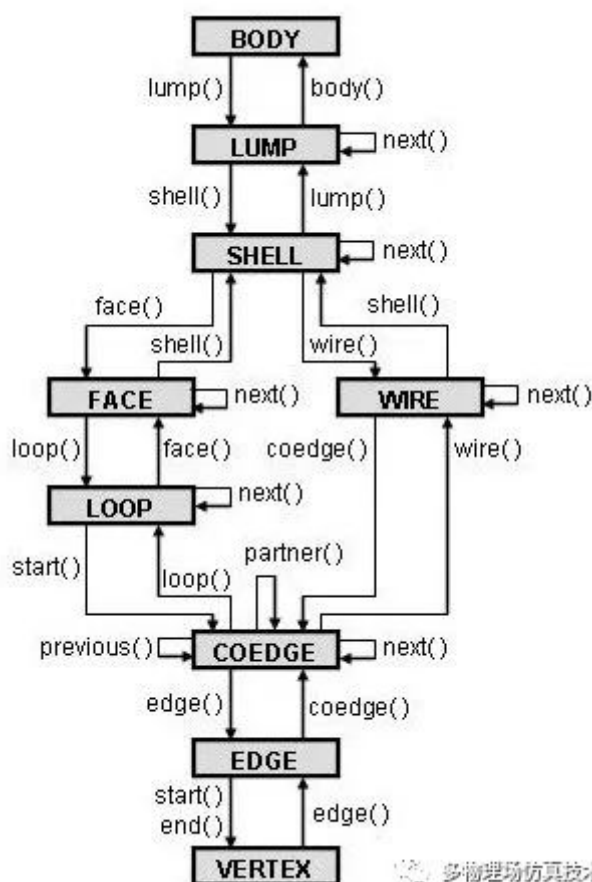 BODY
lump() body()
LUMP next()
shell() lump()
SHELL next()
face() shell()
shell() wire()
FACE next() WIRE next()
loop() face() coedge() wire()
LOOP next()
start() loop() partner()
previous() COEDGE next()
edge() coedge()
EDGE
start()
end() edge()
VERTEX
多物理场仿真技术